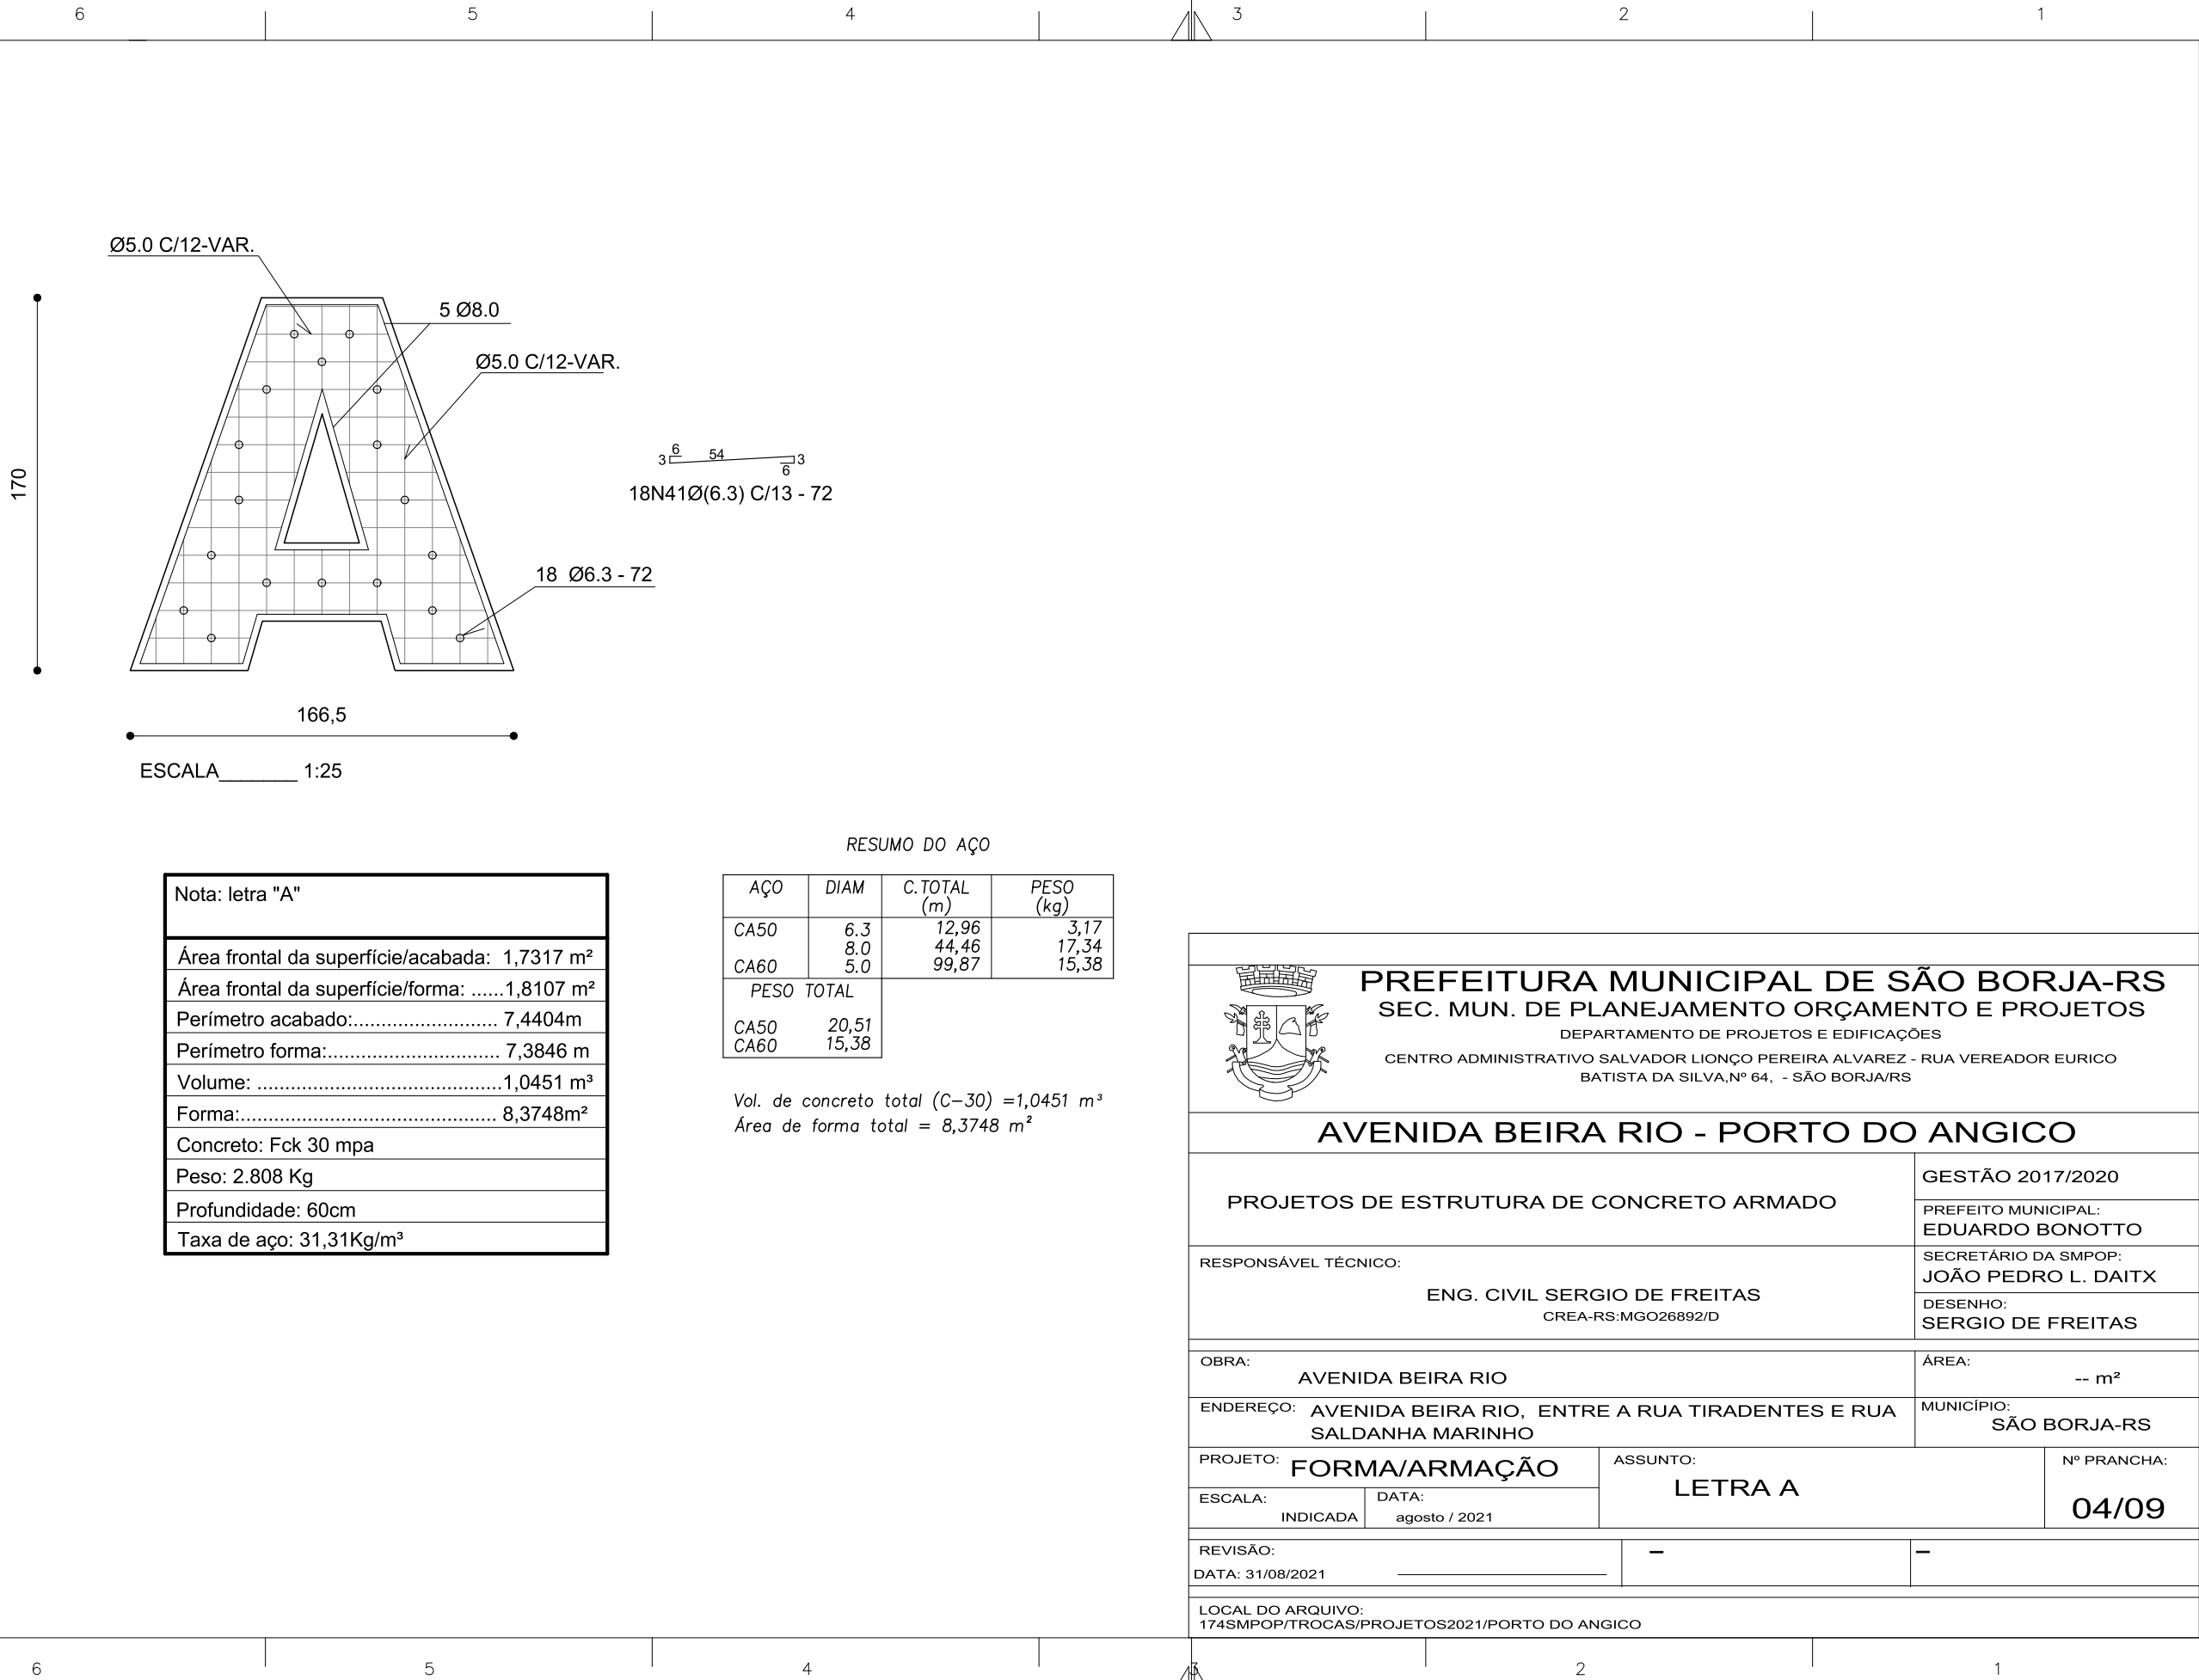 6 5 4 3 2 1
Ø5.0 C/12-VAR.
5 Ø8.0
Ø5.0 C/12-VAR.
170
3 6 54 6 3
18N41Ø(6.3) C/13 - 72
18 Ø6.3 - 72
166,5
ESCALA_______ 1:25
Nota: letra "A"
Área frontal da superfície/acabada: 1,7317 m²
Área frontal da superfície/forma: ......1,8107 m²
Perímetro acabado:.......................... 7,4404m
Perímetro forma:............................... 7,3846 m
Volume: ............................................1,0451 m³
Forma:.............................................. 8,3748m²
Concreto: Fck 30 mpa
Peso: 2.808 Kg
Profundidade: 60cm
Taxa de aço: 31,31Kg/m³
RESUMO DO AÇO
AÇO DIAM C.TOTAL PESO
(m) (kg)
CA50 6.3 12,96 3,17
8.0 44,46 17,34
CA60 5.0 99,87 15,38
PESO TOTAL
CA50 20,51
CA60 15,38
Vol. de concreto total (C-30) =1,0451 m³
Área de forma total = 8,3748 m²
PREFEITURA MUNICIPAL DE SÃO BORJA-RS
SEC. MUN. DE PLANEJAMENTO ORÇAMENTO E PROJETOS
DEPARTAMENTO DE PROJETOS E EDIFICAÇÕES
CENTRO ADMINISTRATIVO SALVADOR LIONÇO PEREIRA ALVAREZ - RUA VEREADOR EURICO
BATISTA DA SILVA,Nº 64, - SÃO BORJA/RS
AVENIDA BEIRA RIO - PORTO DO ANGICO
PROJETOS DE ESTRUTURA DE CONCRETO ARMADO
GESTÃO 2017/2020
PREFEITO MUNICIPAL:
EDUARDO BONOTTO
RESPONSÁVEL TÉCNICO:
ENG. CIVIL SERGIO DE FREITAS
CREA-RS:MGO26892/D
SECRETÁRIO DA SMPOP:
JOÃO PEDRO L. DAITX
DESENHO:
SERGIO DE FREITAS
OBRA:
AVENIDA BEIRA RIO
ÁREA:
-- m²
ENDEREÇO: AVENIDA BEIRA RIO, ENTRE A RUA TIRADENTES E RUA
SALDANHA MARINHO
MUNICÍPIO:
SÃO BORJA-RS
PROJETO: FORMA/ARMAÇÃO
ASSUNTO:
LETRA A
Nº PRANCHA:
04/09
ESCALA:
INDICADA
DATA:
agosto / 2021
REVISÃO:
DATA: 31/08/2021
LOCAL DO ARQUIVO:
174SMPOP/TROCAS/PROJETOS2021/PORTO DO ANGICO
6 5 4 3 2 1